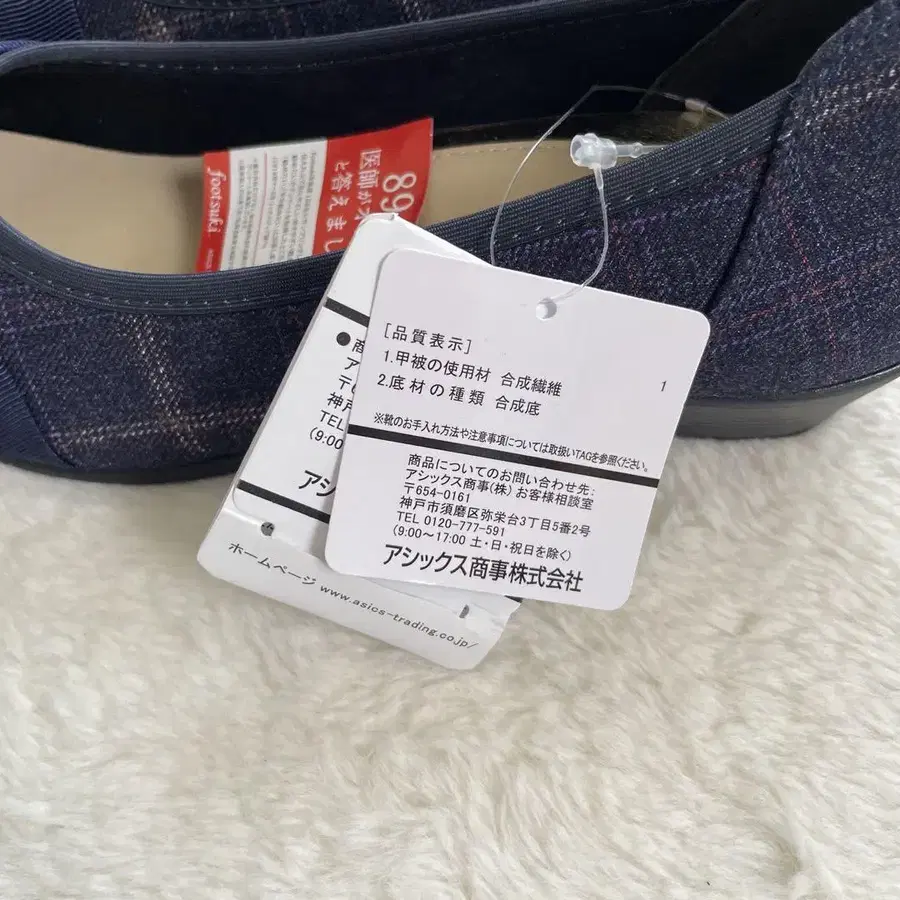 89
医師が
と答えまし
footsuki
[品質表示]
1.甲被の使用材 合成繊維
2.底材の種類 合成底
1
※靴のお手入れ方法や注意事項については取扱いTAGを参照ください。
商品についてのお問い合わせ先:
アシックス商事(株)お客様相談室
〒654-0161
神戸市須磨区弥栄台3丁目5番2号
TEL 0120-777-591
(9:00～17:00 土・日・祝日を除く)
アシックス商事株式会社
●商
ア
〒6
神戸
TEL
(9:00
アシ
ホームページ www.asics-trading.co.jp/